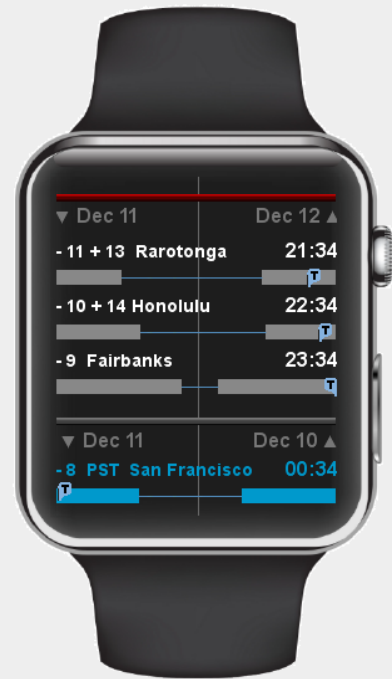 ▼ Dec 11 Dec 12 ▲
- 11 + 13 Rarotonga 21:34
T
- 10 + 14 Honolulu 22:34
T
- 9 Fairbanks 23:34
T
▼ Dec 11 Dec 10 ▲
- 8 PST San Francisco 00:34
T